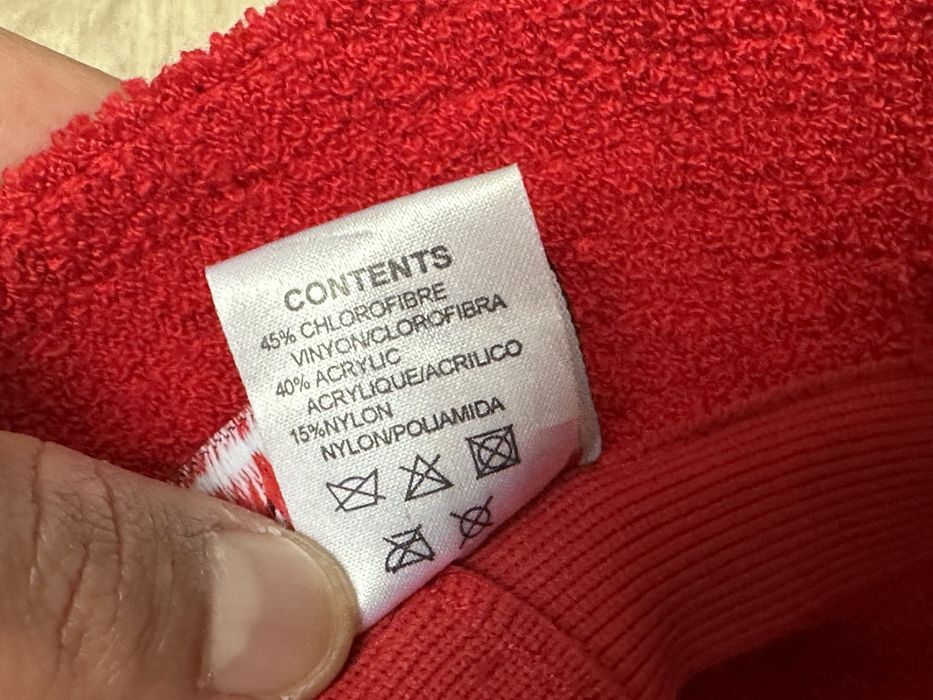 CONTENTS
45% CHLOROFIBRE
VINYON/CLOROFIBRA
40% ACRYLIC
ACRYLIQUE/ACRILICO
15%NYLON
NYLON/POLIAMIDA